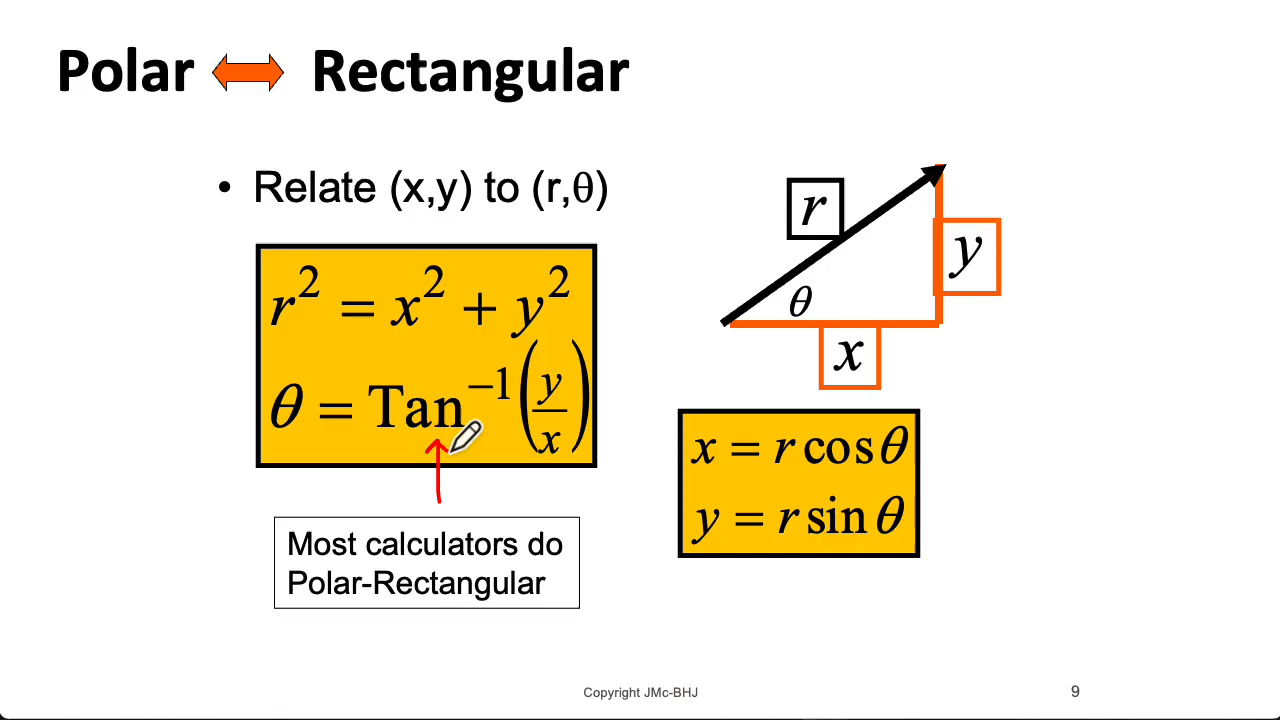 Polar Rectangular
• Relate (x,y) to (r,θ)
r² = x² + y²
θ = Tan⁻¹(y/x)
Most calculators do
Polar-Rectangular
r
y
θ
x
x = r cos θ
y = r sin θ
Copyright JMc-BHJ
9